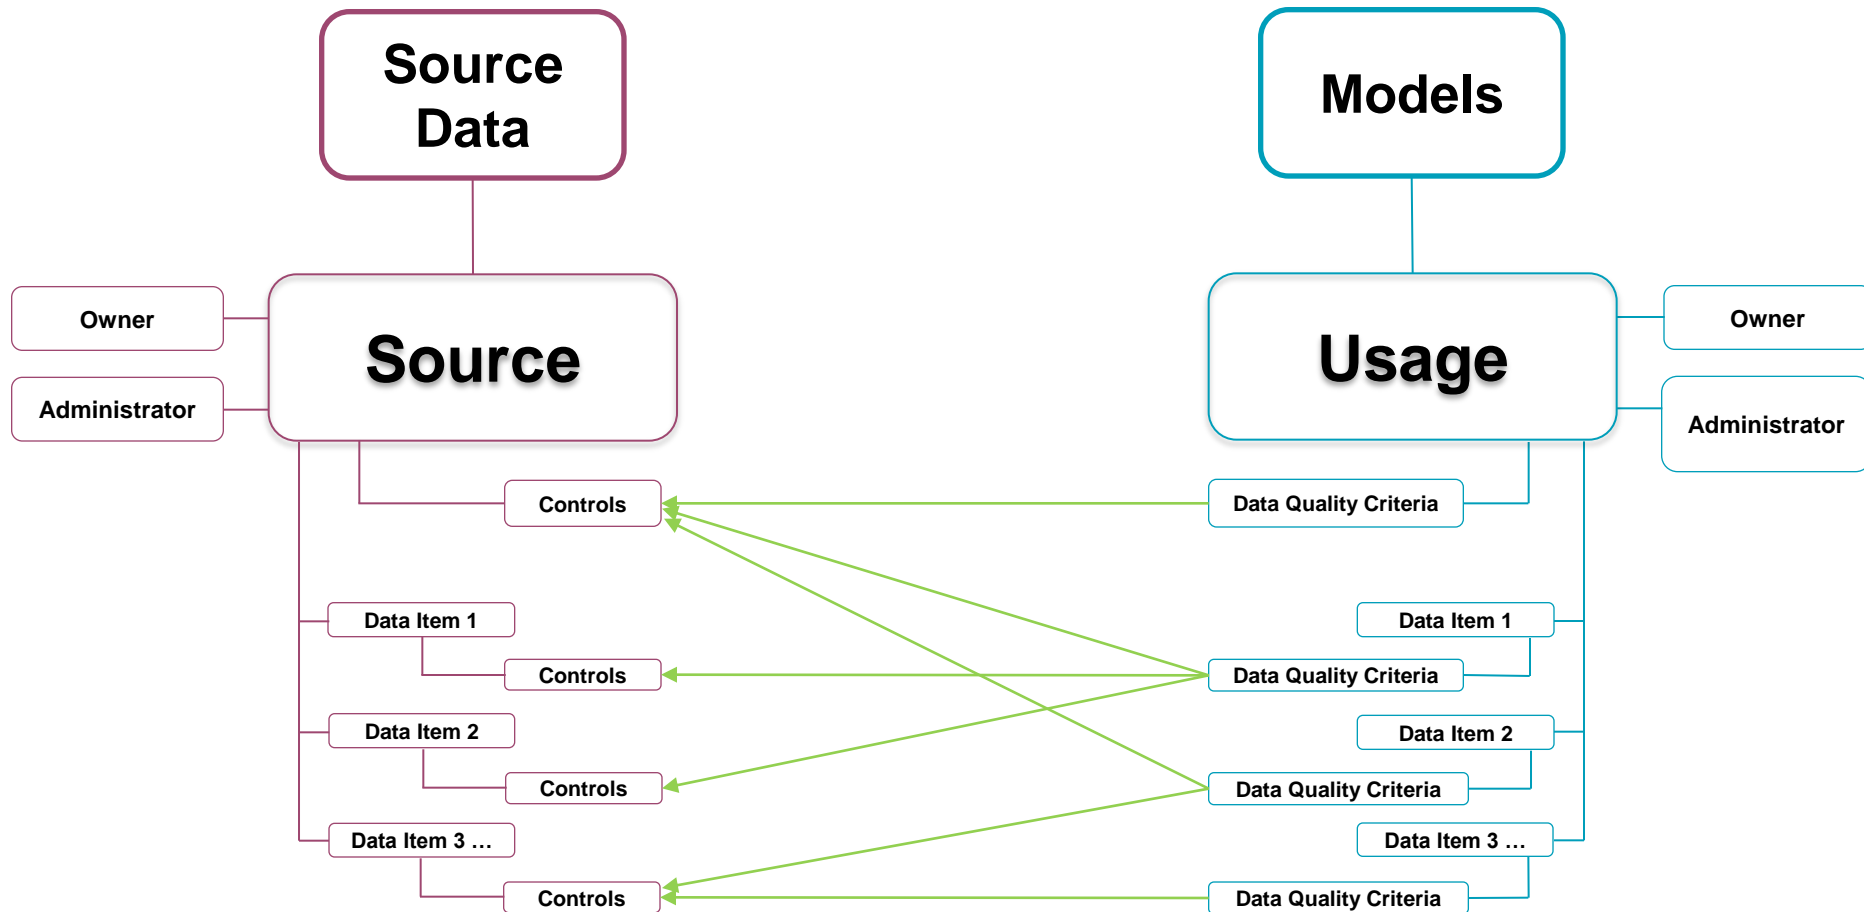 Source
Data
Models
Owner
Administrator
Source
Usage
Owner
Administrator
Controls
Data Quality Criteria
Data Item 1
Data Item 1
Controls
Data Quality Criteria
Data Item 2
Data Item 2
Controls
Data Quality Criteria
Data Item 3 …
Data Item 3 …
Controls
Data Quality Criteria